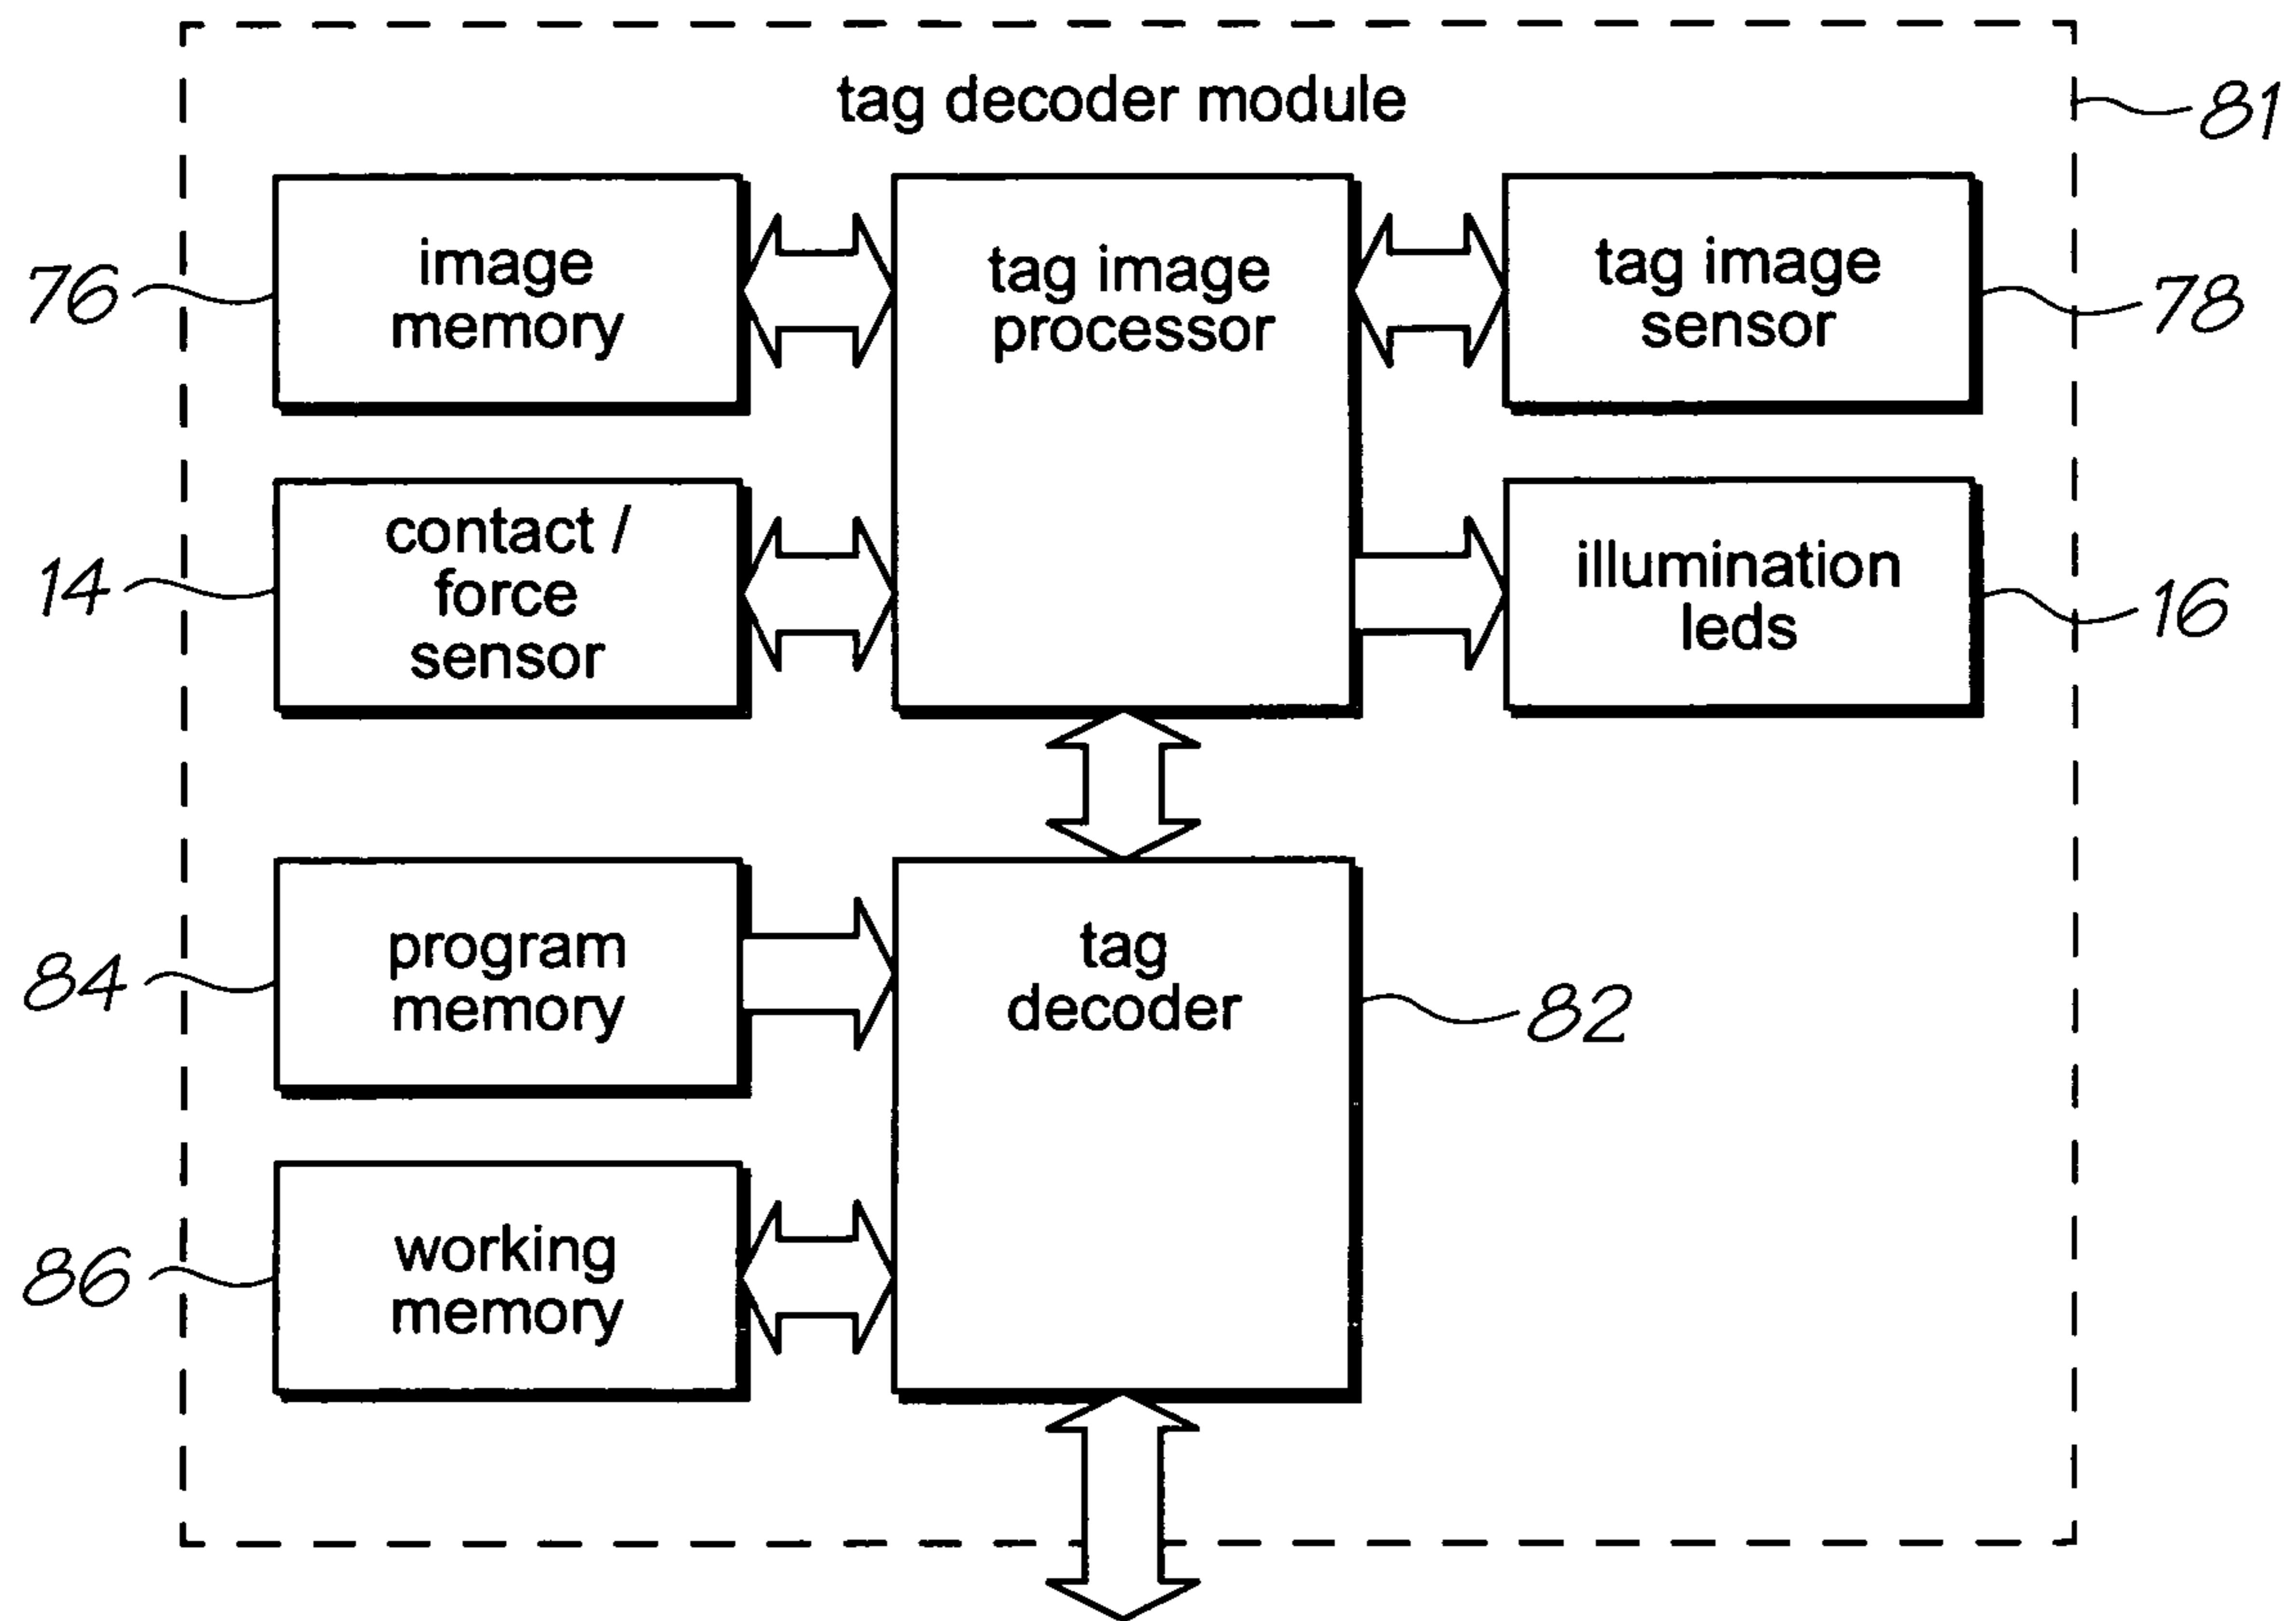 tag decoder module
81
image
memory
76
tag image
processor
tag image
sensor
78
contact /
force
sensor
14
illumination
leds
16
program
memory
84
tag
decoder
82
working
memory
86